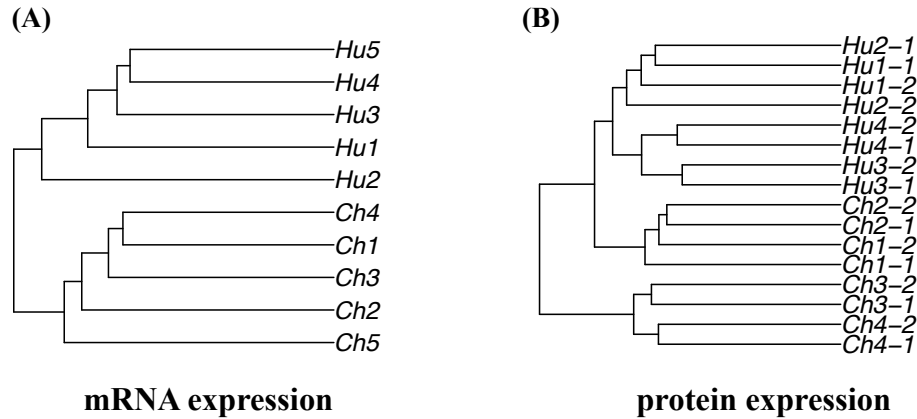 (A)
Hu5
Hu4
Hu3
Hu1
Hu2
Ch4
Ch1
Ch3
Ch2
Ch5
mRNA expression
(B)
Hu2-1
Hu1-1
Hu1-2
Hu2-2
Hu4-2
Hu4-1
Hu3-2
Hu3-1
Ch2-2
Ch2-1
Ch1-2
Ch1-1
Ch3-2
Ch3-1
Ch4-2
Ch4-1
protein expression